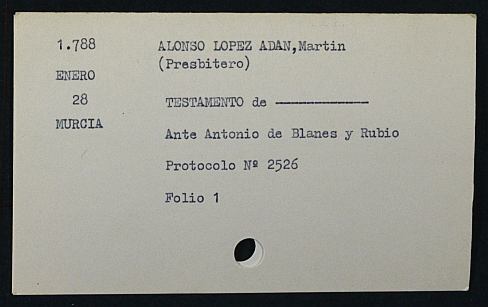 1.788
ENERO
28
MURCIA
ALONSO LOPEZ ADAN,Martin
(Presbitero)
TESTAMENTO de ——————
Ante Antonio de Blanes y Rubio
Protocolo Nº 2526
Folio 1